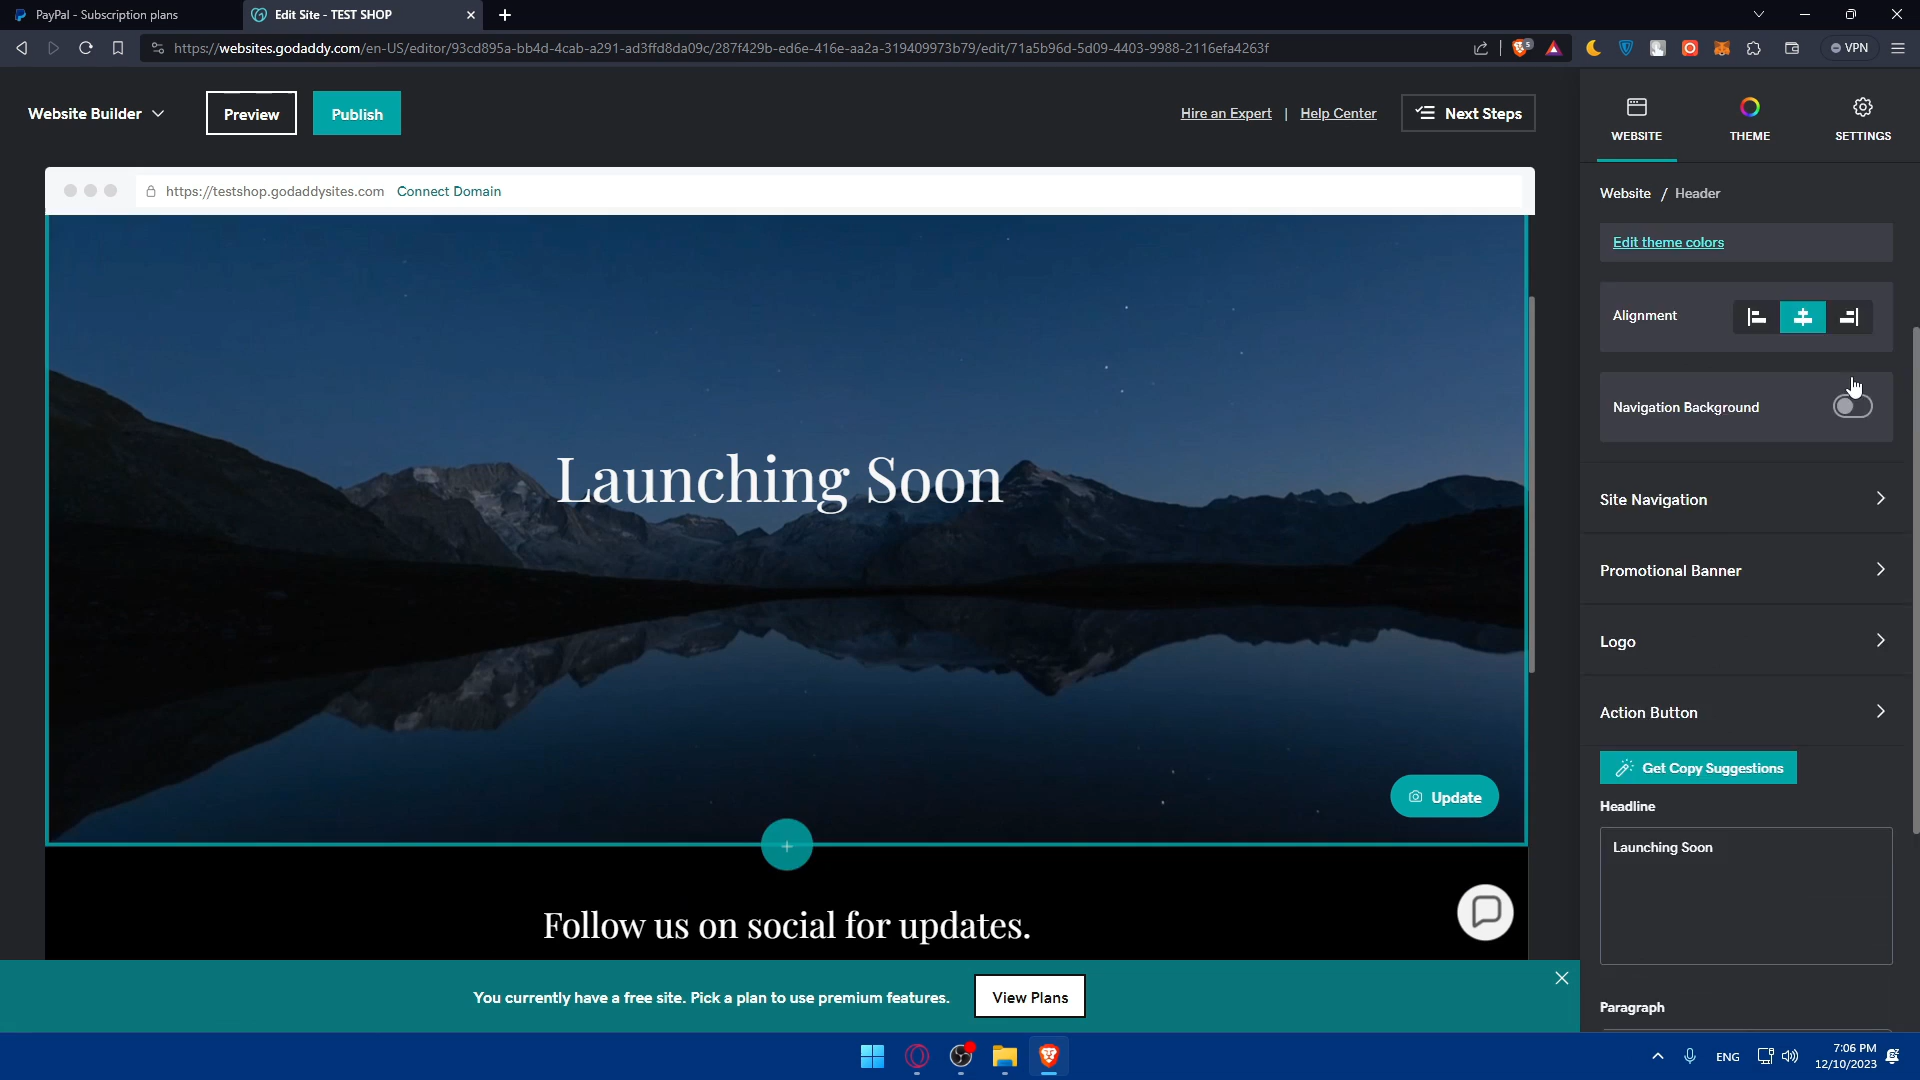 PayPal - Subscription plans
Edit Site - TEST SHOP
https://websites.godaddy.com/en-US/editor/93cd895a-bb4d-4cab-a291-ad3ffd8da09c/287f429b-ed6e-416e-aa2a-319409973b79/edit/71a5b96d-5d09-4403-9988-2116efa4263f
VPN
Website Builder
Preview
Publish
Hire an Expert | Help Center
Next Steps
WEBSITE
THEME
SETTINGS
https://testshop.godaddysites.com Connect Domain
Website / Header
Edit theme colors
Alignment
Navigation Background
Launching Soon
Site Navigation
Promotional Banner
Logo
Action Button
Get Copy Suggestions
Update
Headline
Launching Soon
Follow us on social for updates.
You currently have a free site. Pick a plan to use premium features.
View Plans
Paragraph
ENG
7:06 PM
12/10/2023